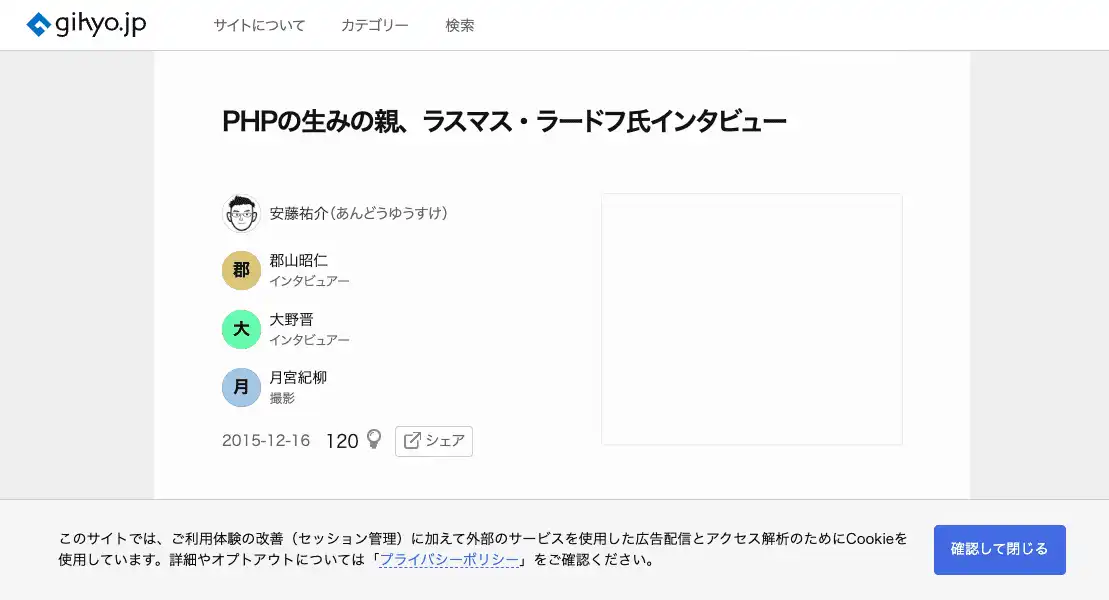 gihyo.jp
サイトについて カテゴリー 検索
PHPの生みの親、ラスマス・ラードフ氏インタビュー
安藤祐介(あんどうゆうすけ)
郡
郡山昭仁
インタビュアー
大
大野晋
インタビュアー
月
月宮紀柳
撮影
2015-12-16 120 シェア
このサイトでは、ご利用体験の改善（セッション管理）に加えて外部のサービスを使用した広告配信とアクセス解析のためにCookieを
使用しています。詳細やオプトアウトについては「プライバシーポリシー」をご確認ください。
確認して閉じる